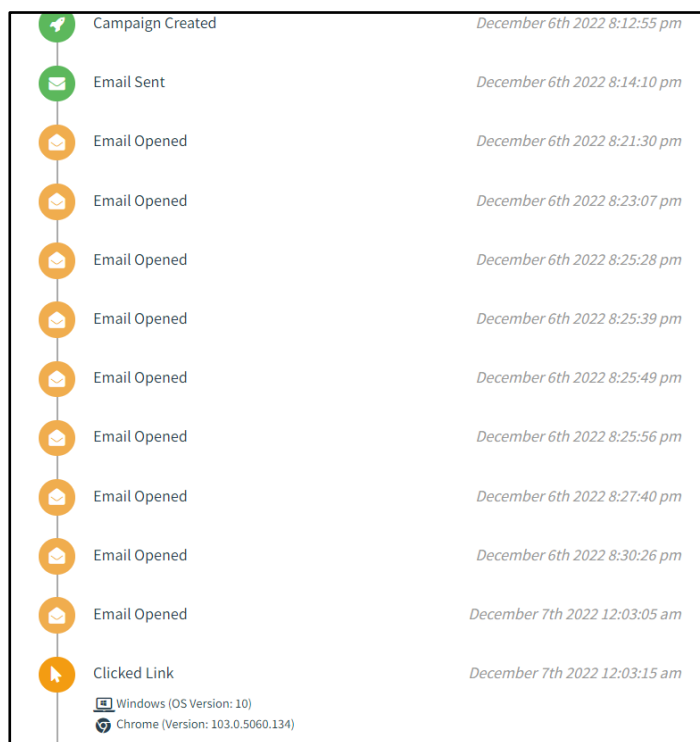 Campaign Created December 6th 2022 8:12:55 pm
Email Sent December 6th 2022 8:14:10 pm
Email Opened December 6th 2022 8:21:30 pm
Email Opened December 6th 2022 8:23:07 pm
Email Opened December 6th 2022 8:25:28 pm
Email Opened December 6th 2022 8:25:39 pm
Email Opened December 6th 2022 8:25:49 pm
Email Opened December 6th 2022 8:25:56 pm
Email Opened December 6th 2022 8:27:40 pm
Email Opened December 6th 2022 8:30:26 pm
Email Opened December 7th 2022 12:03:05 am
Clicked Link December 7th 2022 12:03:15 am
Windows (OS Version: 10)
Chrome (Version: 103.0.5060.134)